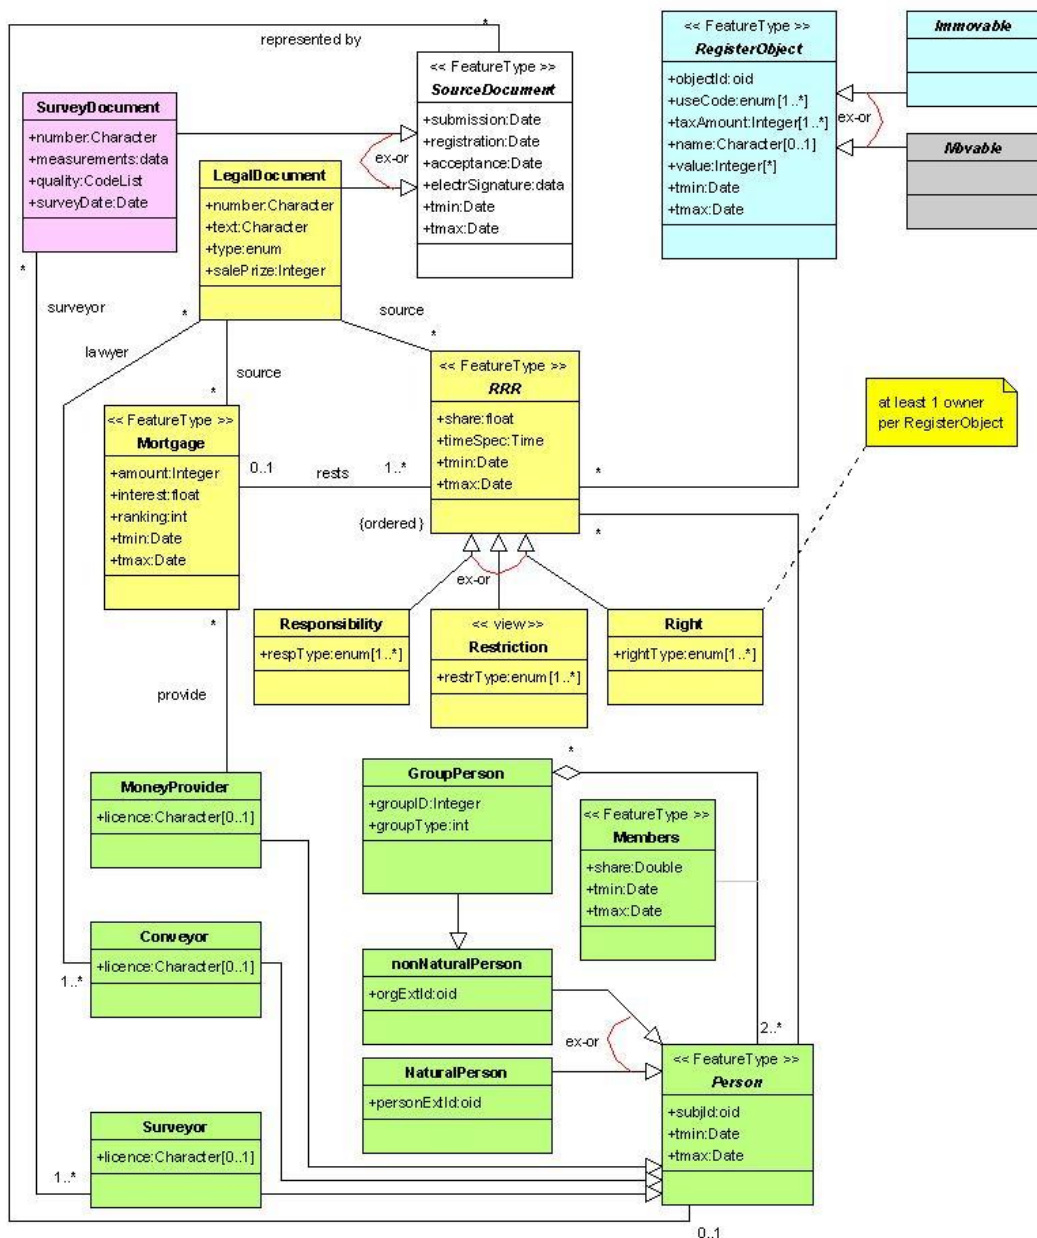 *
represented by
<< FeatureType >>
SourceDocument
+submission:Date
+registration:Date
+acceptance:Date
+electrSignature:data
+tmin:Date
+tmax:Date
<< FeatureType >>
RegisterObject
+objectId:oid
+useCode:enum[1..*]
+taxAmount:Integer[1..*]
+name:Character[0..1]
+value:Integer[*]
+tmin:Date
+tmax:Date
Immovable
ex-or
Movable
SurveyDocument
+number:Character
+measurements:data
+quality:CodeList
+surveyDate:Date
ex-or
LegalDocument
+number:Character
+text:Character
+type:enum
+salePrize:Integer
*
surveyor
*
source
*
lawyer
source
*
<< FeatureType >>
RRR
+share:float
+timeSpec:Time
+tmin:Date
+tmax:Date
at least 1 owner
per RegisterObject
<< FeatureType >>
Mortgage
+amount:Integer
+interest:float
+ranking:int
+tmin:Date
+tmax:Date
0..1
rests
1..*
*
{ordered }
*
ex-or
*
Responsibility
+respType:enum[1..*]
<< view>>
Restriction
+restrType:enum[1..*]
Right
+rightType:enum[1..*]
provide
MoneyProvider
+licence:Character[0..1]
GroupPerson
+groupID:Integer
+groupType:int
*
<< FeatureType >>
Members
+share:Double
+tmin:Date
+tmax:Date
Conveyor
+licence:Character[0..1]
1..*
nonNaturalPerson
+orgExtId:oid
ex-or
2..*
NaturalPerson
+personExtId:oid
<< FeatureType >>
Person
+subjId:oid
+tmin:Date
+tmax:Date
Surveyor
+licence:Character[0..1]
1..*
0..1